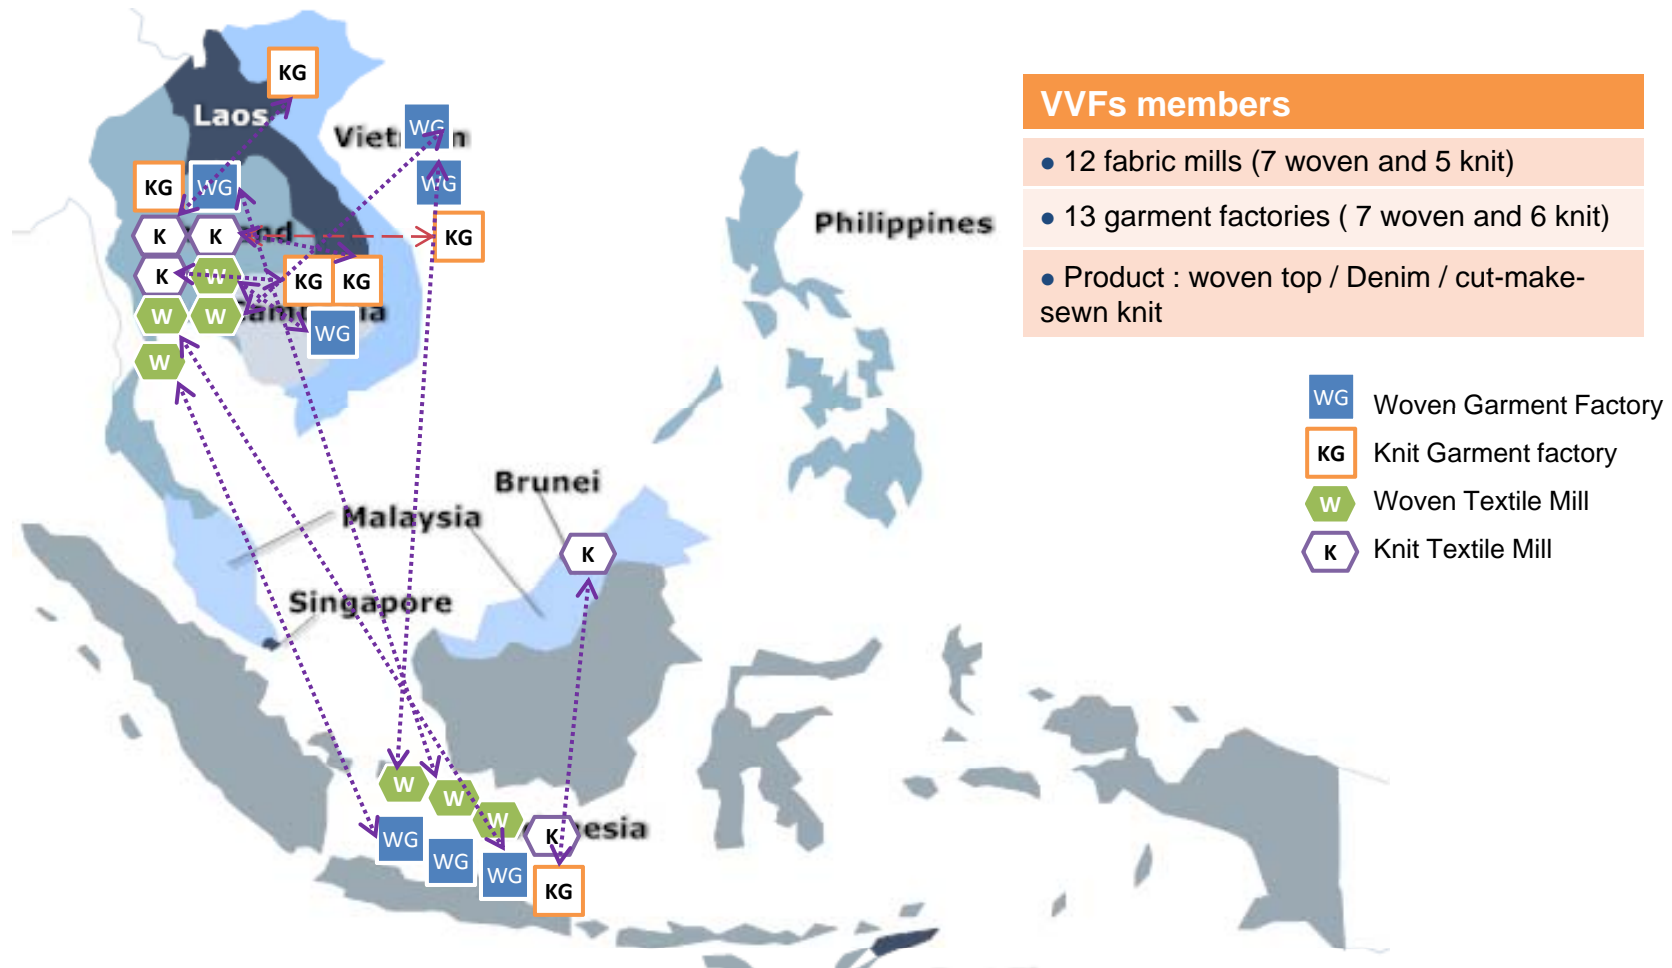 KG
Laos
WG
Vietnam
KG
WG
WG
K
K
KG
K
W
KG
KG
W
W
WG
W
Philippines
Brunei
Malaysia
K
Singapore
W
W
W
K
WG
WG
WG
KG
VVFs members
• 12 fabric mills (7 woven and 5 knit)
• 13 garment factories ( 7 woven and 6 knit)
• Product : woven top / Denim / cut-make-
sewn knit
WG Woven Garment Factory
KG Knit Garment factory
W Woven Textile Mill
K Knit Textile Mill